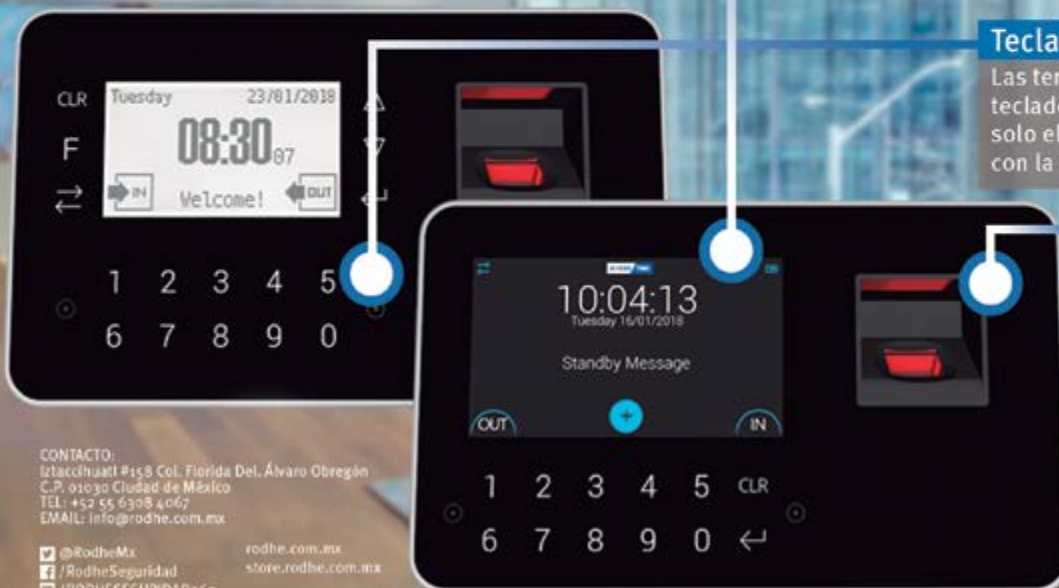 Tecla
Las ter
teclad
solo el
con la
CLR
F
Tuesday 23/01/2018
08:30 07
IN Welcome! OUT
1 2 3 4 5
6 7 8 9 0
10:04:13
Tuesday 16/01/2018
Standby Message
OUT + IN
1 2 3 4 5 CLR
6 7 8 9 0
CONTACTO:
Iztaccihuatl #158 Col. Florida Del. Álvaro Obregón
C.P. 01030 Ciudad de México
TEL: +52 55 6308 4067
EMAIL: info@rodhe.com.mx
@RodheMx
/RodheSeguridad
rodhe.com.mx
store.rodhe.com.mx